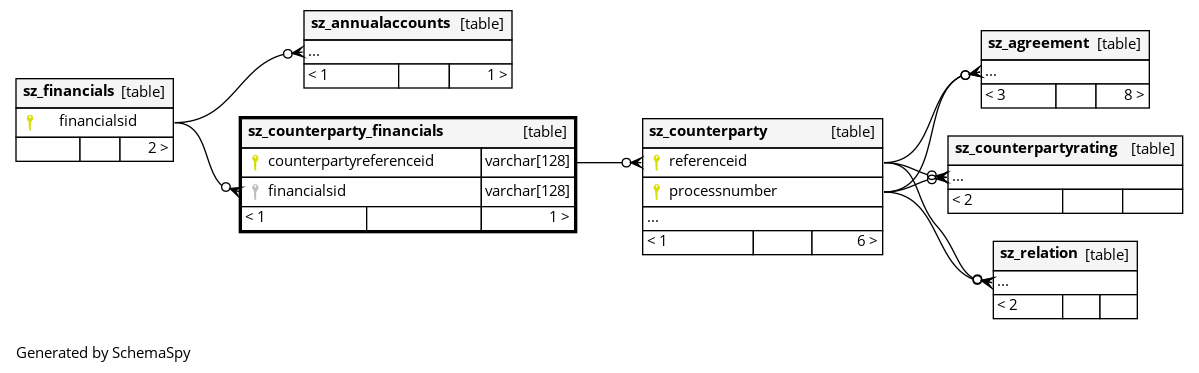 sz_annualaccounts [table]
...
< 1 1 >
sz_financials [table]
financialsid
2 >
sz_counterparty_financials [table]
counterpartyreferenceid varchar[128]
financialsid varchar[128]
< 1 1 >
sz_counterparty [table]
referenceid
processnumber
...
< 1 6 >
sz_agreement [table]
...
< 3 8 >
sz_counterpartyrating [table]
...
< 2
sz_relation [table]
...
< 2
Generated by SchemaSpy